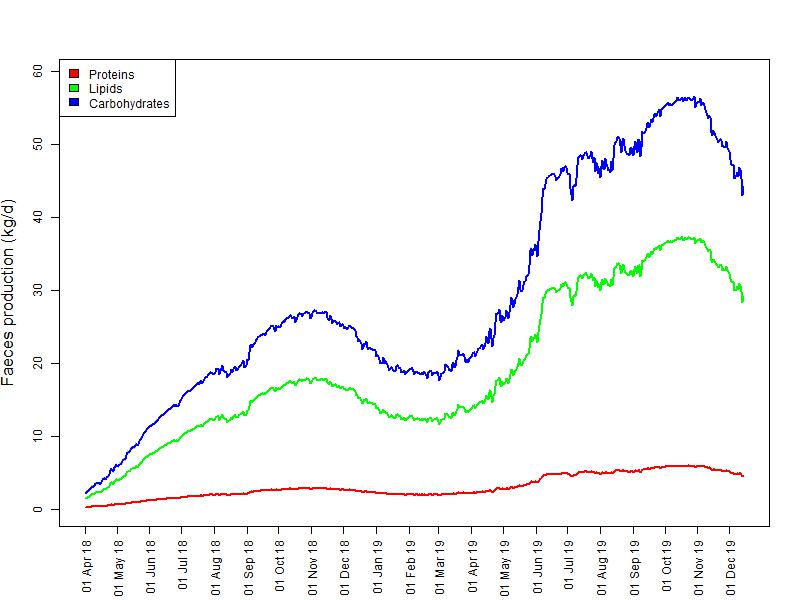 Proteins
Lipids
Carbohydrates
Faeces production (kg/d)
60
50
40
30
20
10
0
01 Apr 18
01 May 18
01 Jun 18
01 Jul 18
01 Aug 18
01 Sep 18
01 Oct 18
01 Nov 18
01 Dec 18
01 Jan 19
01 Feb 19
01 Mar 19
01 Apr 19
01 May 19
01 Jun 19
01 Jul 19
01 Aug 19
01 Sep 19
01 Oct 19
01 Nov 19
01 Dec 19